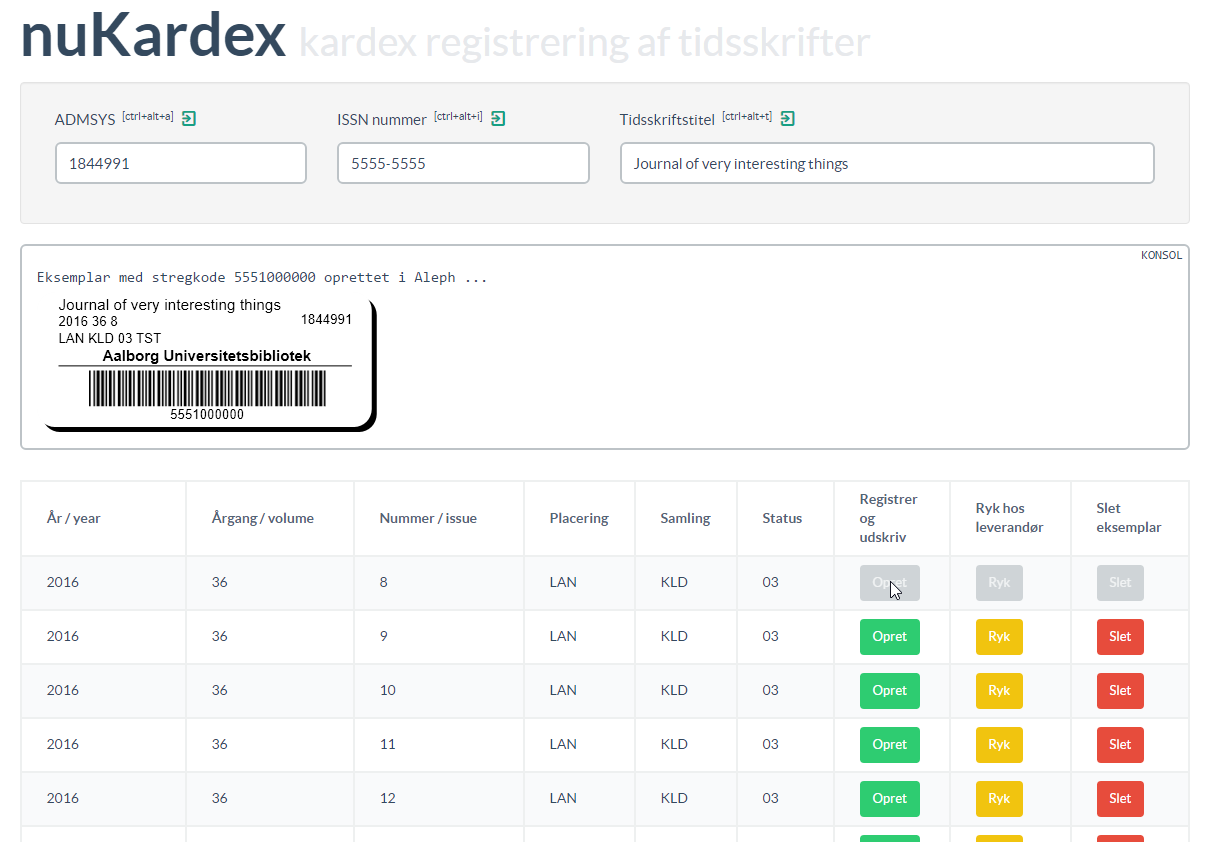 nuKardex kardex registrering af tidsskrifter
ADMSYS [ctrl+alt+a] ISSN nummer [ctrl+alt+i] Tidsskriftstitel [ctrl+alt+t]
1844991 5555-5555 Journal of very interesting things
KONSOL
Eksemplar med stregkode 5551000000 oprettet i Aleph ...
Journal of very interesting things
2016 36 8 1844991
LAN KLD 03 TST
Aalborg Universitetsbibliotek
5551000000
År / year Årgang / volume Nummer / issue Placering Samling Status Registrer og udskriv Ryk hos leverandør Slet eksemplar
2016 36 8 LAN KLD 03 Opret Ryk Slet
2016 36 9 LAN KLD 03 Opret Ryk Slet
2016 36 10 LAN KLD 03 Opret Ryk Slet
2016 36 11 LAN KLD 03 Opret Ryk Slet
2016 36 12 LAN KLD 03 Opret Ryk Slet